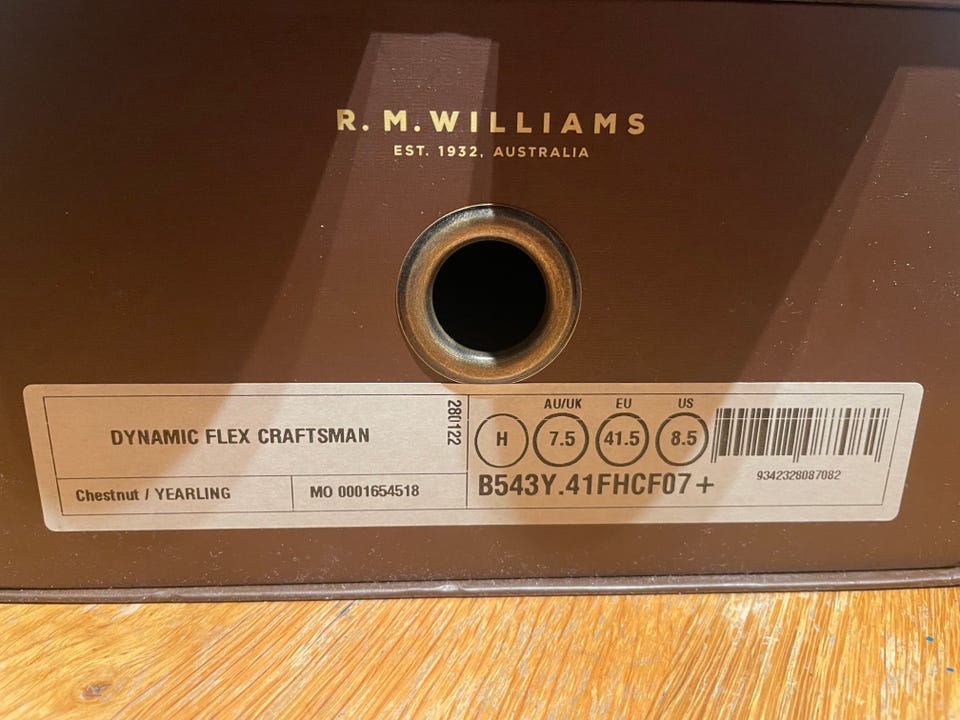 R. M. WILLIAMS
EST. 1932, AUSTRALIA
DYNAMIC FLEX CRAFTSMAN
280122
Chestnut / YEARLING
MO 0001654518
AU/UK EU US
H 7.5 41.5 8.5
B543Y.41FHCF07+
9342328087082